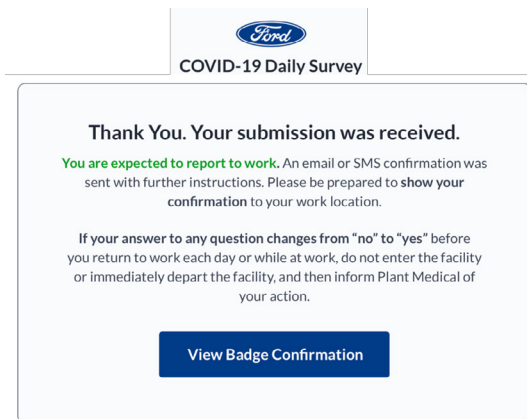 Ford
COVID-19 Daily Survey
Thank You. Your submission was received.
You are expected to report to work. An email or SMS confirmation was
sent with further instructions. Please be prepared to show your
confirmation to your work location.
If your answer to any question changes from “no” to “yes” before
you return to work each day or while at work, do not enter the facility
or immediately depart the facility, and then inform Plant Medical of
your action.
View Badge Confirmation